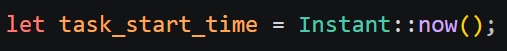 let task_start_time = Instant::now();